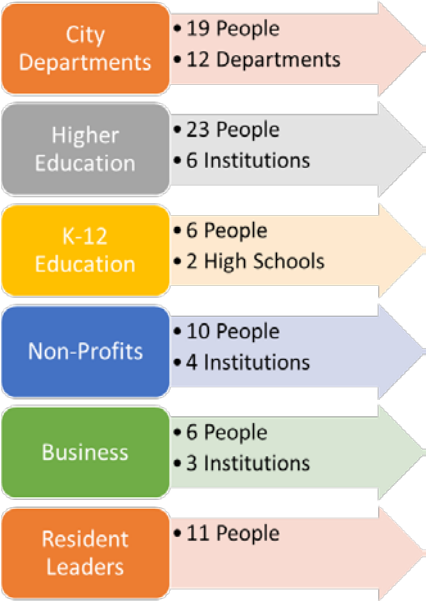 City
Departments
• 19 People
• 12 Departments
Higher
Education
• 23 People
• 6 Institutions
K-12
Education
• 6 People
• 2 High Schools
Non-Profits
• 10 People
• 4 Institutions
Business
• 6 People
• 3 Institutions
Resident
Leaders
• 11 People